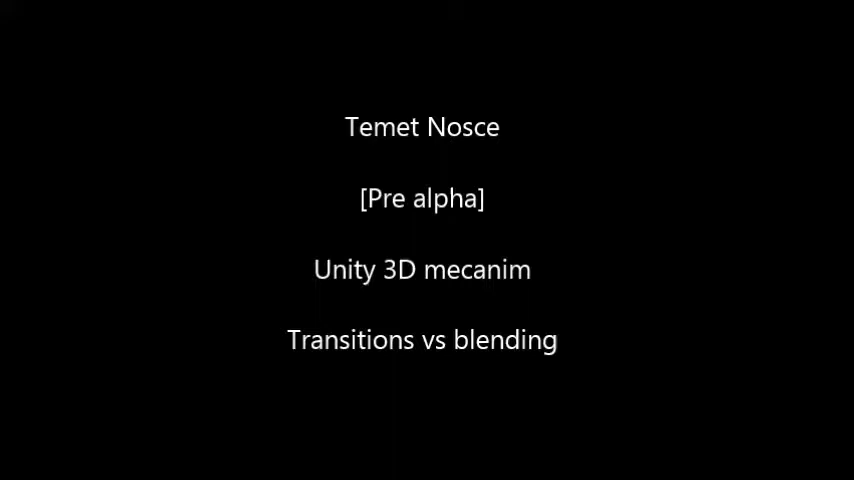 Temet Nosce
[Pre alpha]
Unity 3D mecanim
Transitions vs blending